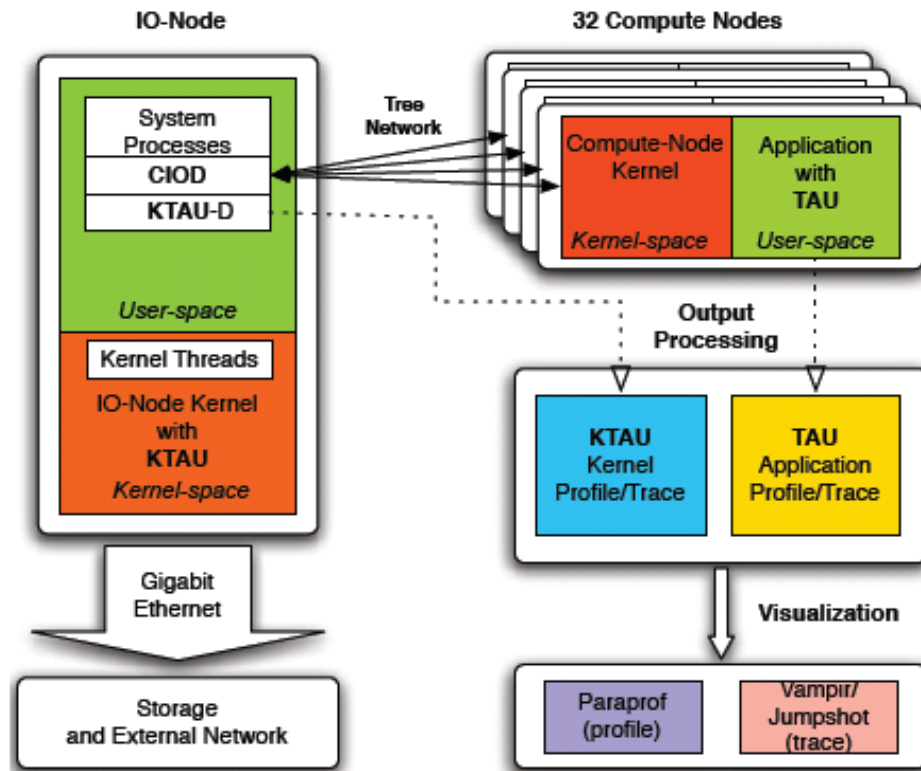 IO-Node
System
Processes
CIOD
KTAU-D
User-space
Kernel Threads
IO-Node Kernel
with
KTAU
Kernel-space
Gigabit
Ethernet
Storage
and External Network
Tree
Network
32 Compute Nodes
Compute-Node
Kernel
Kernel-space
Application
with
TAU
User-space
Output
Processing
KTAU
Kernel
Profile/Trace
TAU
Application
Profile/Trace
Visualization
Paraprof
(profile)
Vampir/
Jumpshot
(trace)